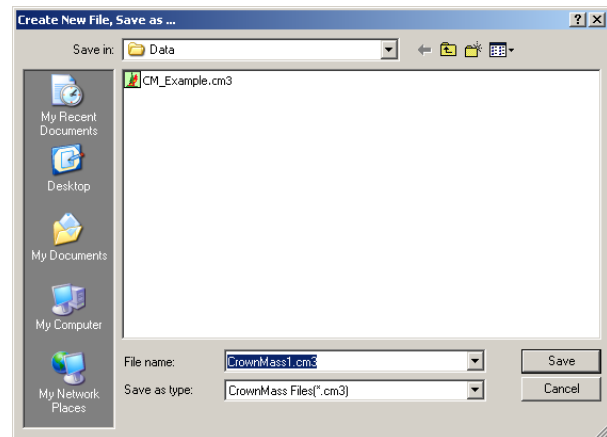 Create New File, Save as ...
Save in:
Data
CM_Example.cm3
My Recent
Documents
Desktop
My Documents
My Computer
My Network
Places
File name:
CrownMass1.cm3
Save
Save as type:
CrownMass Files(*.cm3)
Cancel